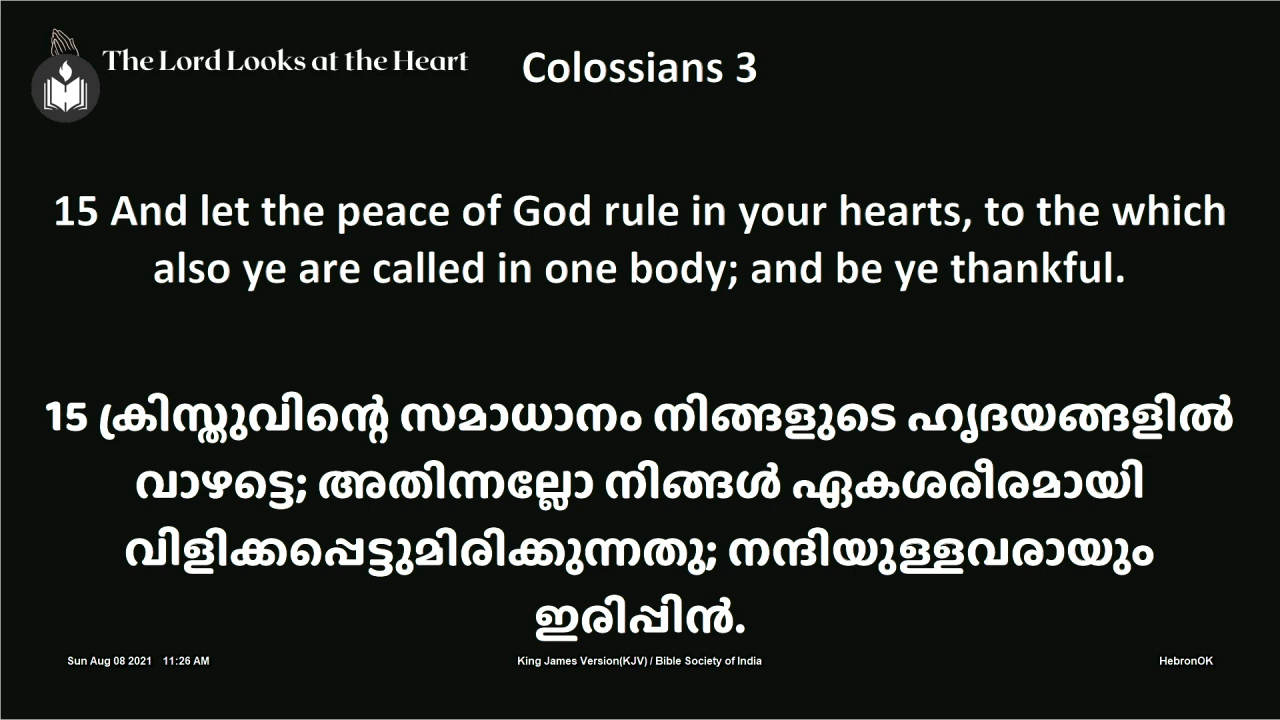 The Lord Looks at the Heart
Colossians 3
15 And let the peace of God rule in your hearts, to the which
also ye are called in one body; and be ye thankful.
15 ക്രിസ്തുവിന്റെ സമാധാനം നിങ്ങളുടെ ഹൃദയങ്ങളിൽ
വാഴട്ടെ; അതിന്നല്ലോ നിങ്ങൾ ഏകശരീരമായി
വിളിക്കപ്പെട്ടുമിരിക്കുന്നതു; നന്ദിയുള്ളവരായും
ഇരിപ്പിൻ.
Sun Aug 08 2021 11:26 AM
King James Version(KJV) / Bible Society of India
HebronOK